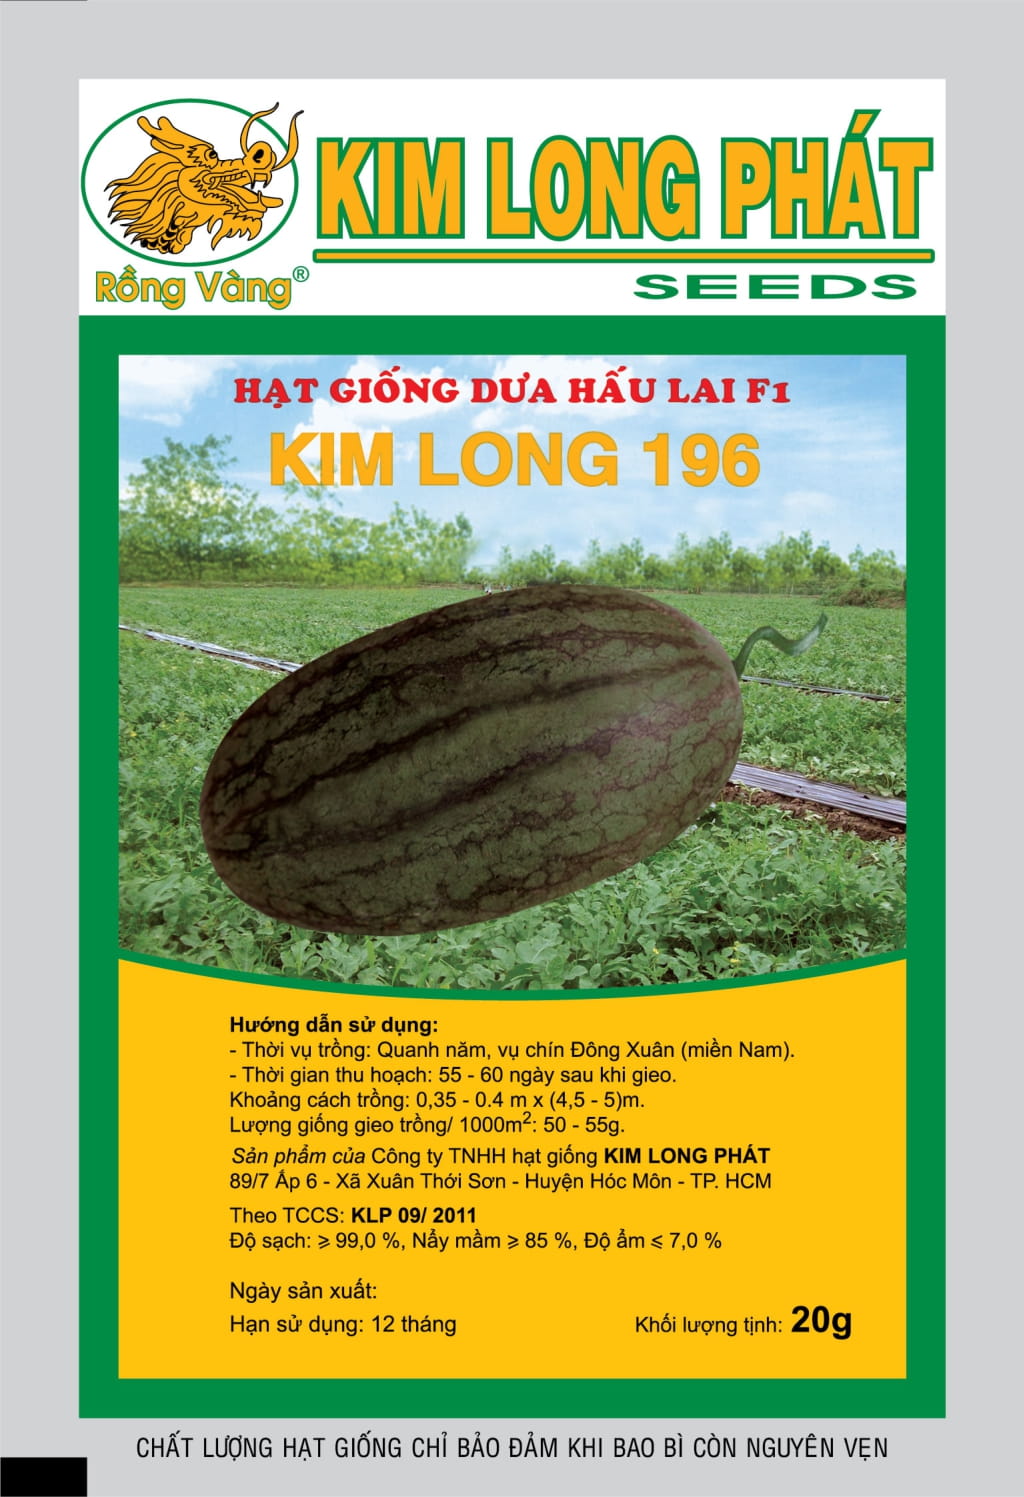 KIM LONG PHÁT
Rồng Vàng®
SEEDS
HẠT GIỐNG DƯA HẤU LAI F1
KIM LONG 196
Hướng dẫn sử dụng:
- Thời vụ trồng: Quanh năm, vụ chín Đông Xuân (miền Nam).
- Thời gian thu hoạch: 55 - 60 ngày sau khi gieo.
Khoảng cách trồng: 0,35 - 0.4 m x (4,5 - 5)m.
Lượng giống gieo trồng/ 1000m²: 50 - 55g.
Sản phẩm của Công ty TNHH hạt giống KIM LONG PHÁT
89/7 Ấp 6 - Xã Xuân Thới Sơn - Huyện Hóc Môn - TP. HCM
Theo TCCS: KLP 09/ 2011
Độ sạch: ⩾ 99,0 %, Nẩy mầm ⩾ 85 %, Độ ẩm ⩽ 7,0 %
Ngày sản xuất:
Hạn sử dụng: 12 tháng
Khối lượng tịnh: 20g
CHẤT LƯỢNG HẠT GIỐNG CHỈ BẢO ĐẢM KHI BAO BÌ CÒN NGUYÊN VẸN